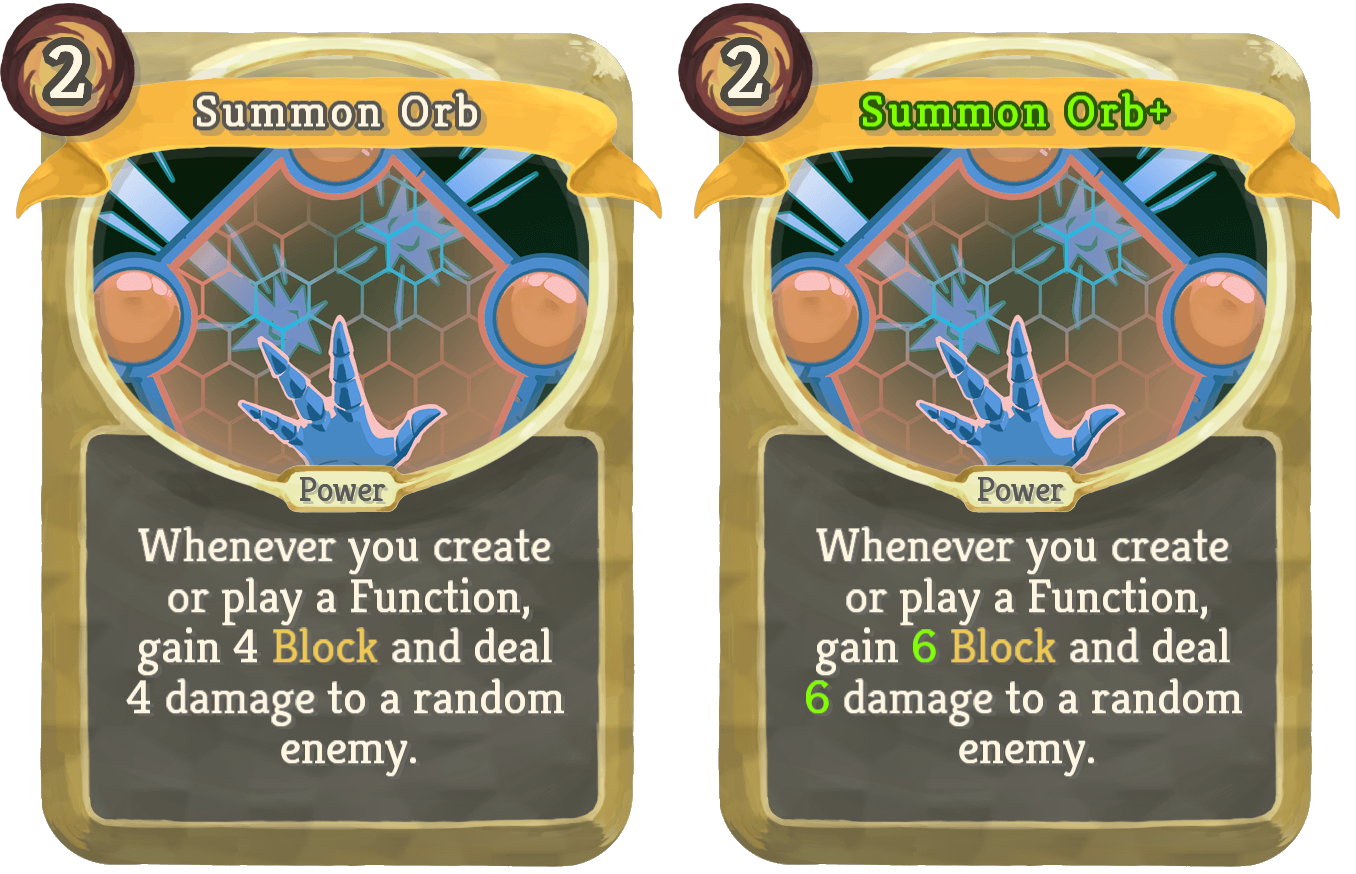 2
Summon Orb
Power
Whenever you create
or play a Function,
gain 4 Block and deal
4 damage to a random
enemy.
2
Summon Orb+
Power
Whenever you create
or play a Function,
gain 6 Block and deal
6 damage to a random
enemy.